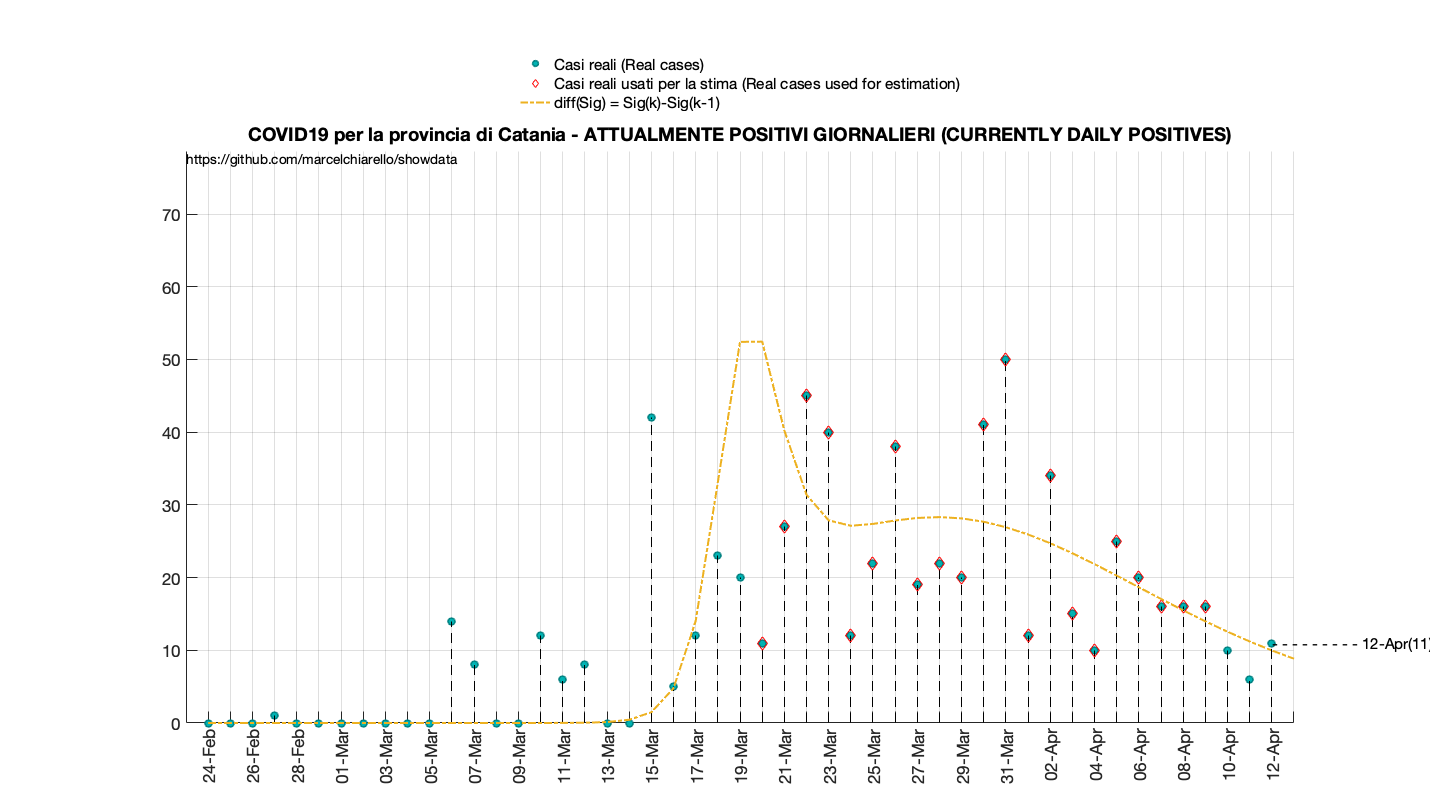 Casi reali (Real cases)
Casi reali usati per la stima (Real cases used for estimation)
diff(Sig) = Sig(k)-Sig(k-1)
COVID19 per la provincia di Catania - ATTUALMENTE POSITIVI GIORNALIERI (CURRENTLY DAILY POSITIVES)
https://github.com/marcelchiarello/showdata
70
60
50
40
30
20
10
0
12-Apr(11)
24-Feb
26-Feb
28-Feb
01-Mar
03-Mar
05-Mar
07-Mar
09-Mar
11-Mar
13-Mar
15-Mar
17-Mar
19-Mar
21-Mar
23-Mar
25-Mar
27-Mar
29-Mar
31-Mar
02-Apr
04-Apr
06-Apr
08-Apr
10-Apr
12-Apr